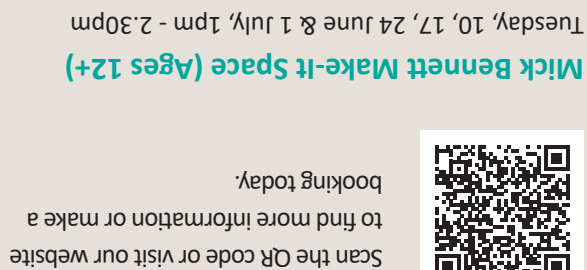 Scan the QR code or visit our website
to find more information or make a
booking today.
Mick Bennett Make-It Space (Ages 12+)
Tuesday, 10, 17, 24 June & 1 July, 1pm - 2.30pm